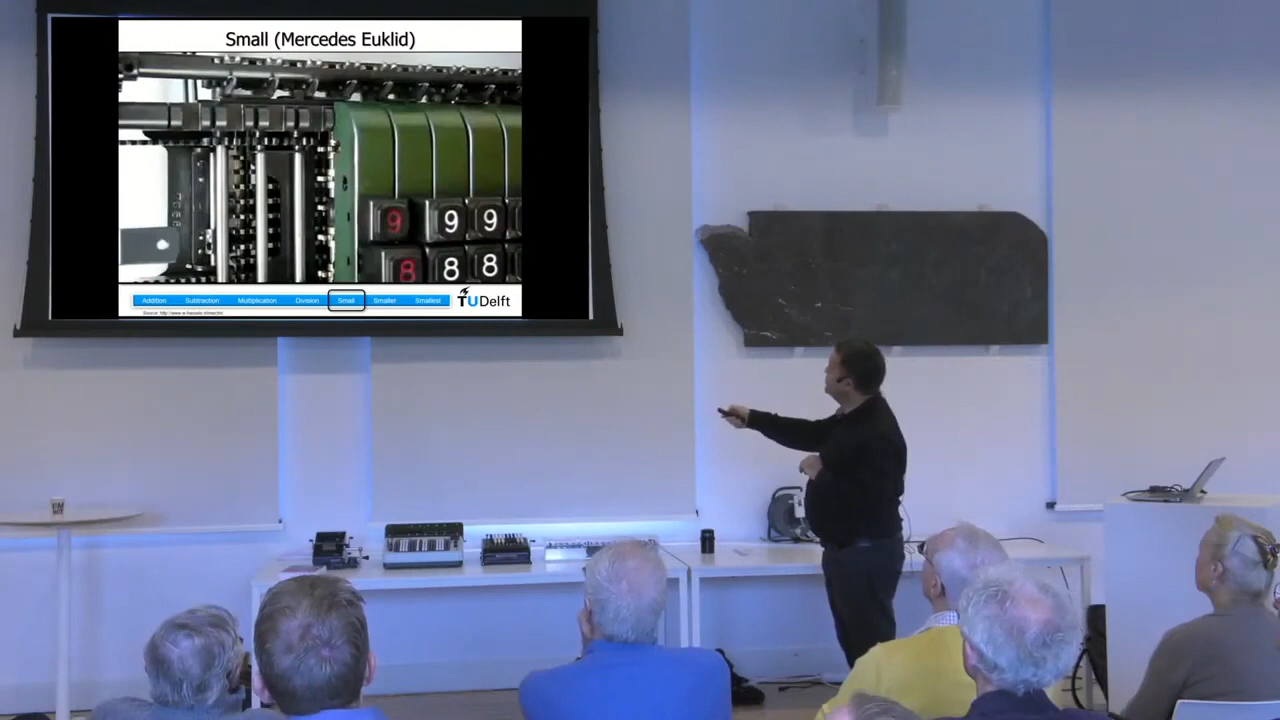 Small (Mercedes Euklid)
9 9 9
8 8 8
Addition Subtraction Multiplication Division Small Smaller Smallest
TUDelft